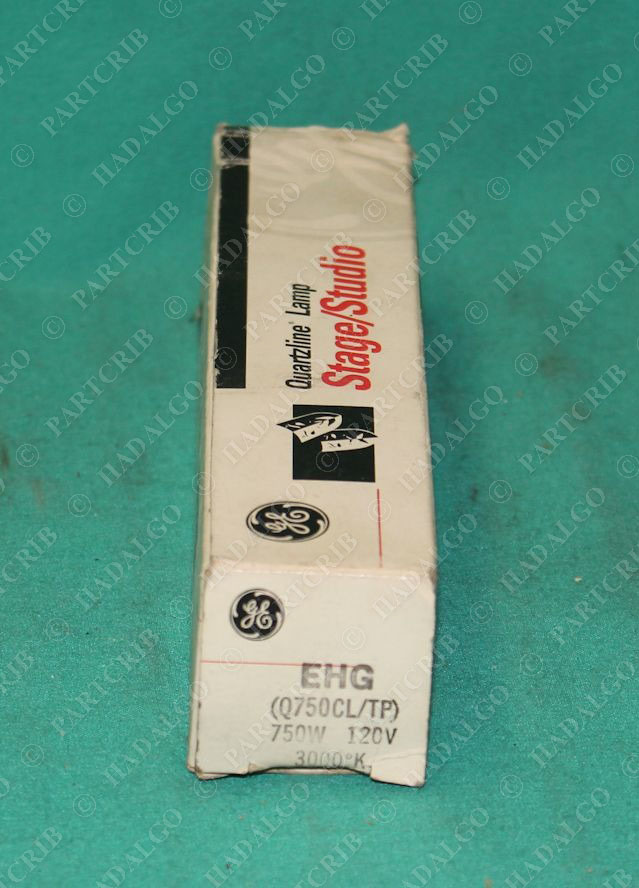 Quartzline® Lamp
Stage/Studio
GE
GE
EHG
(Q750CL/TP)
750W 120V
3000°K
© HADALGO PARTCRIB